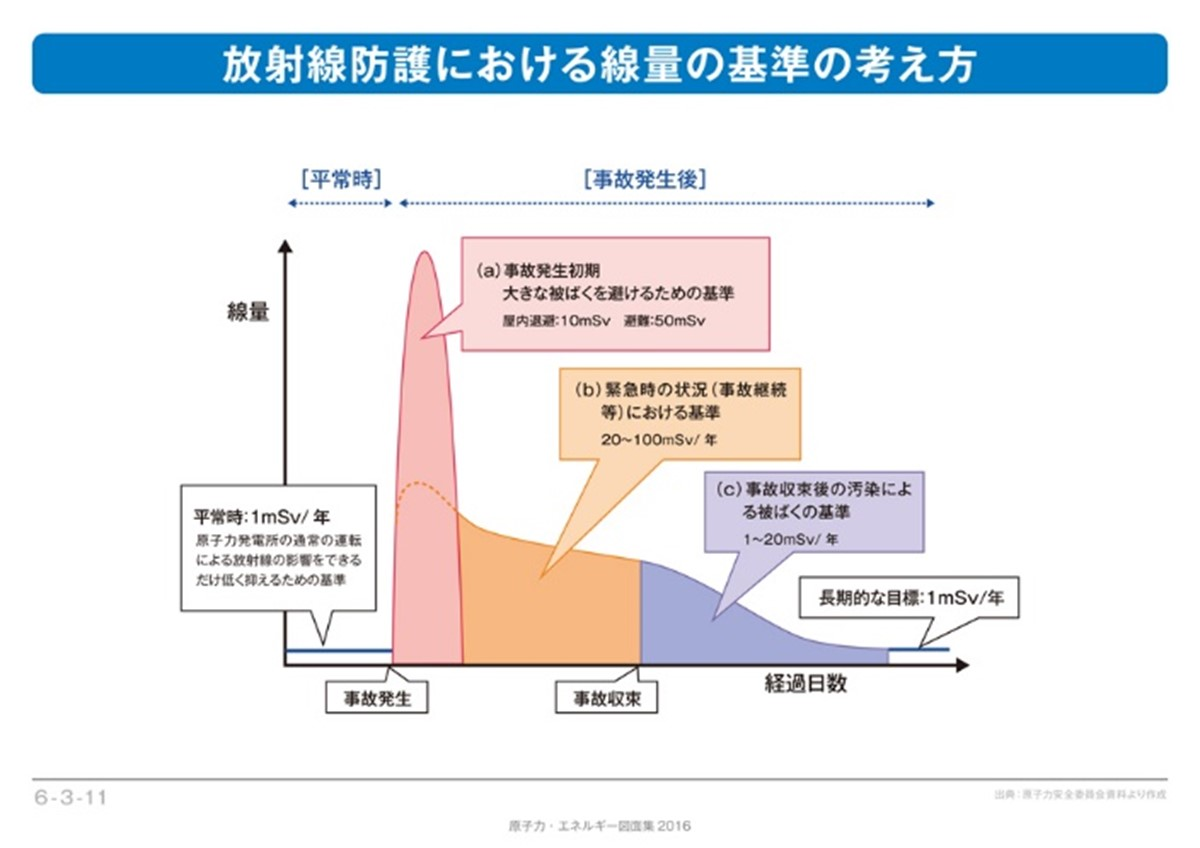 放射線防護における線量の基準の考え方
[平常時]
[事故発生後]
線量
(a)事故発生初期
大きな被ばくを避けるための基準
屋内退避:10mSv 避難:50mSv
(b)緊急時の状況(事故継続
等)における基準
20~100mSv/年
(c)事故収束後の汚染によ
る被ばくの基準
1~20mSv/年
平常時:1mSv/年
原子力発電所の通常の運転
による放射線の影響をできる
だけ低く抑えるための基準
長期的な目標:1mSv/年
事故発生
事故収束
経過日数
6-3-11
出典:原子力安全委員会資料より作成
原子力・エネルギー図面集2016